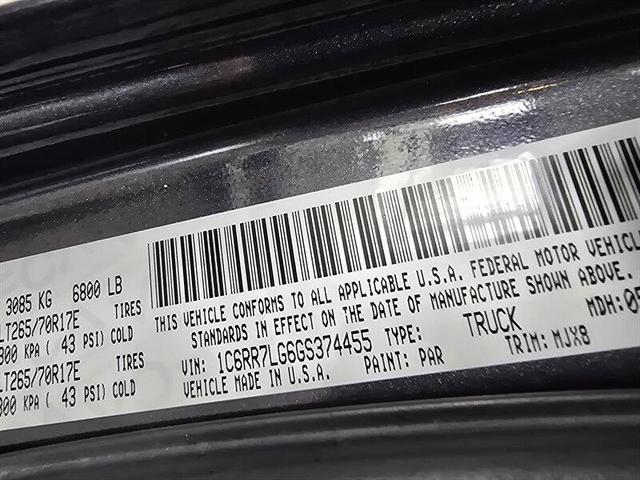 3085 KG 6800 LB
LT265/70R17E TIRES
300 KPA ( 43 PSI) COLD
LT265/70R17E TIRES
300 KPA ( 43 PSI) COLD
THIS VEHICLE CONFORMS TO ALL APPLICABLE U.S.A. FEDERAL MOTOR VEHICLE
STANDARDS IN EFFECT ON THE DATE OF MANUFACTURE SHOWN ABOVE.
VIN: 1C6RR7LG6GS374455 TYPE: TRUCK MDH:
VEHICLE MADE IN U.S.A. PAINT: PAR TRIM: MJX8